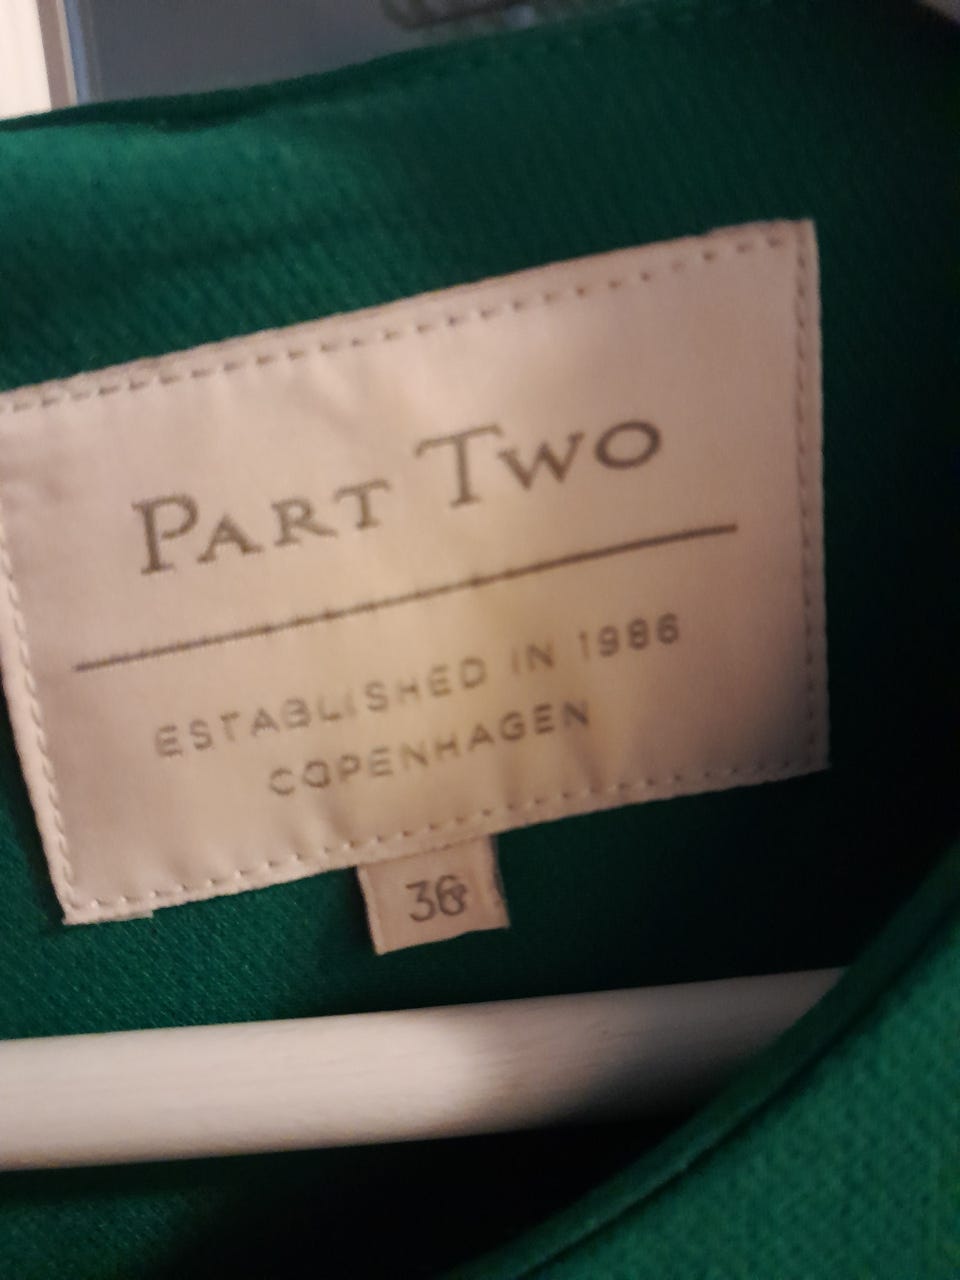 PART TWO
ESTABLISHED IN 1986
COPENHAGEN
36